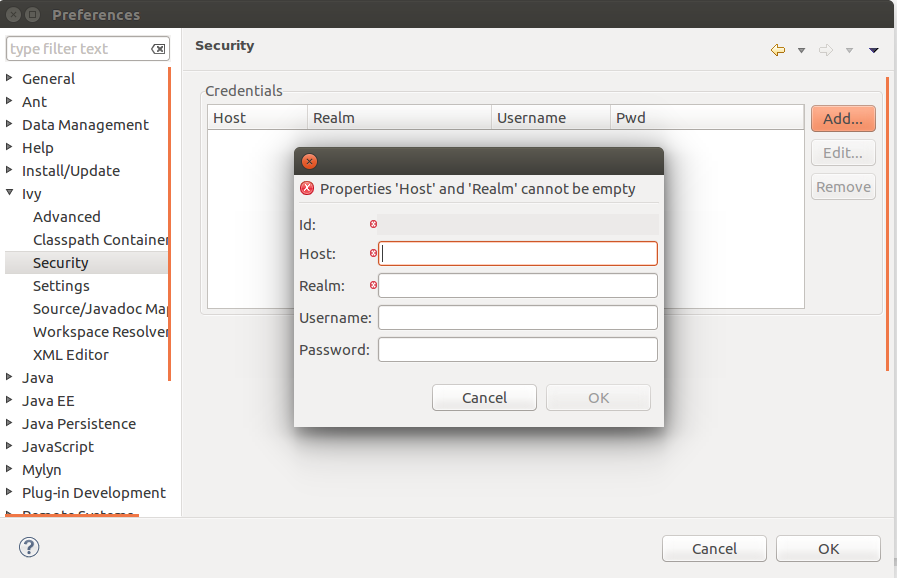 Preferences
type filter text
General
Ant
Data Management
Help
Install/Update
Ivy
Advanced
Classpath Container
Security
Settings
Source/Javadoc Ma
Workspace Resolver
XML Editor
Java
Java EE
Java Persistence
JavaScript
Mylyn
Plug-in Development
Remote Systems
Security
Credentials
Host Realm Username Pwd
Add...
Edit...
Remove
Properties 'Host' and 'Realm' cannot be empty
Id:
Host:
Realm:
Username:
Password:
Cancel OK
Cancel OK